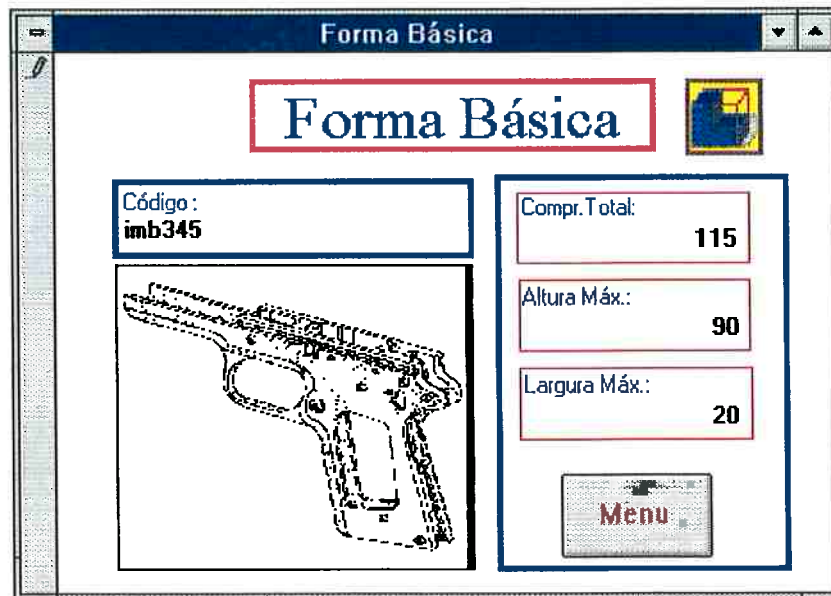 Forma Básica
Forma Básica
Código :
imb345
Compr.Total:
115
Altura Máx.:
90
Largura Máx.:
20
Menu